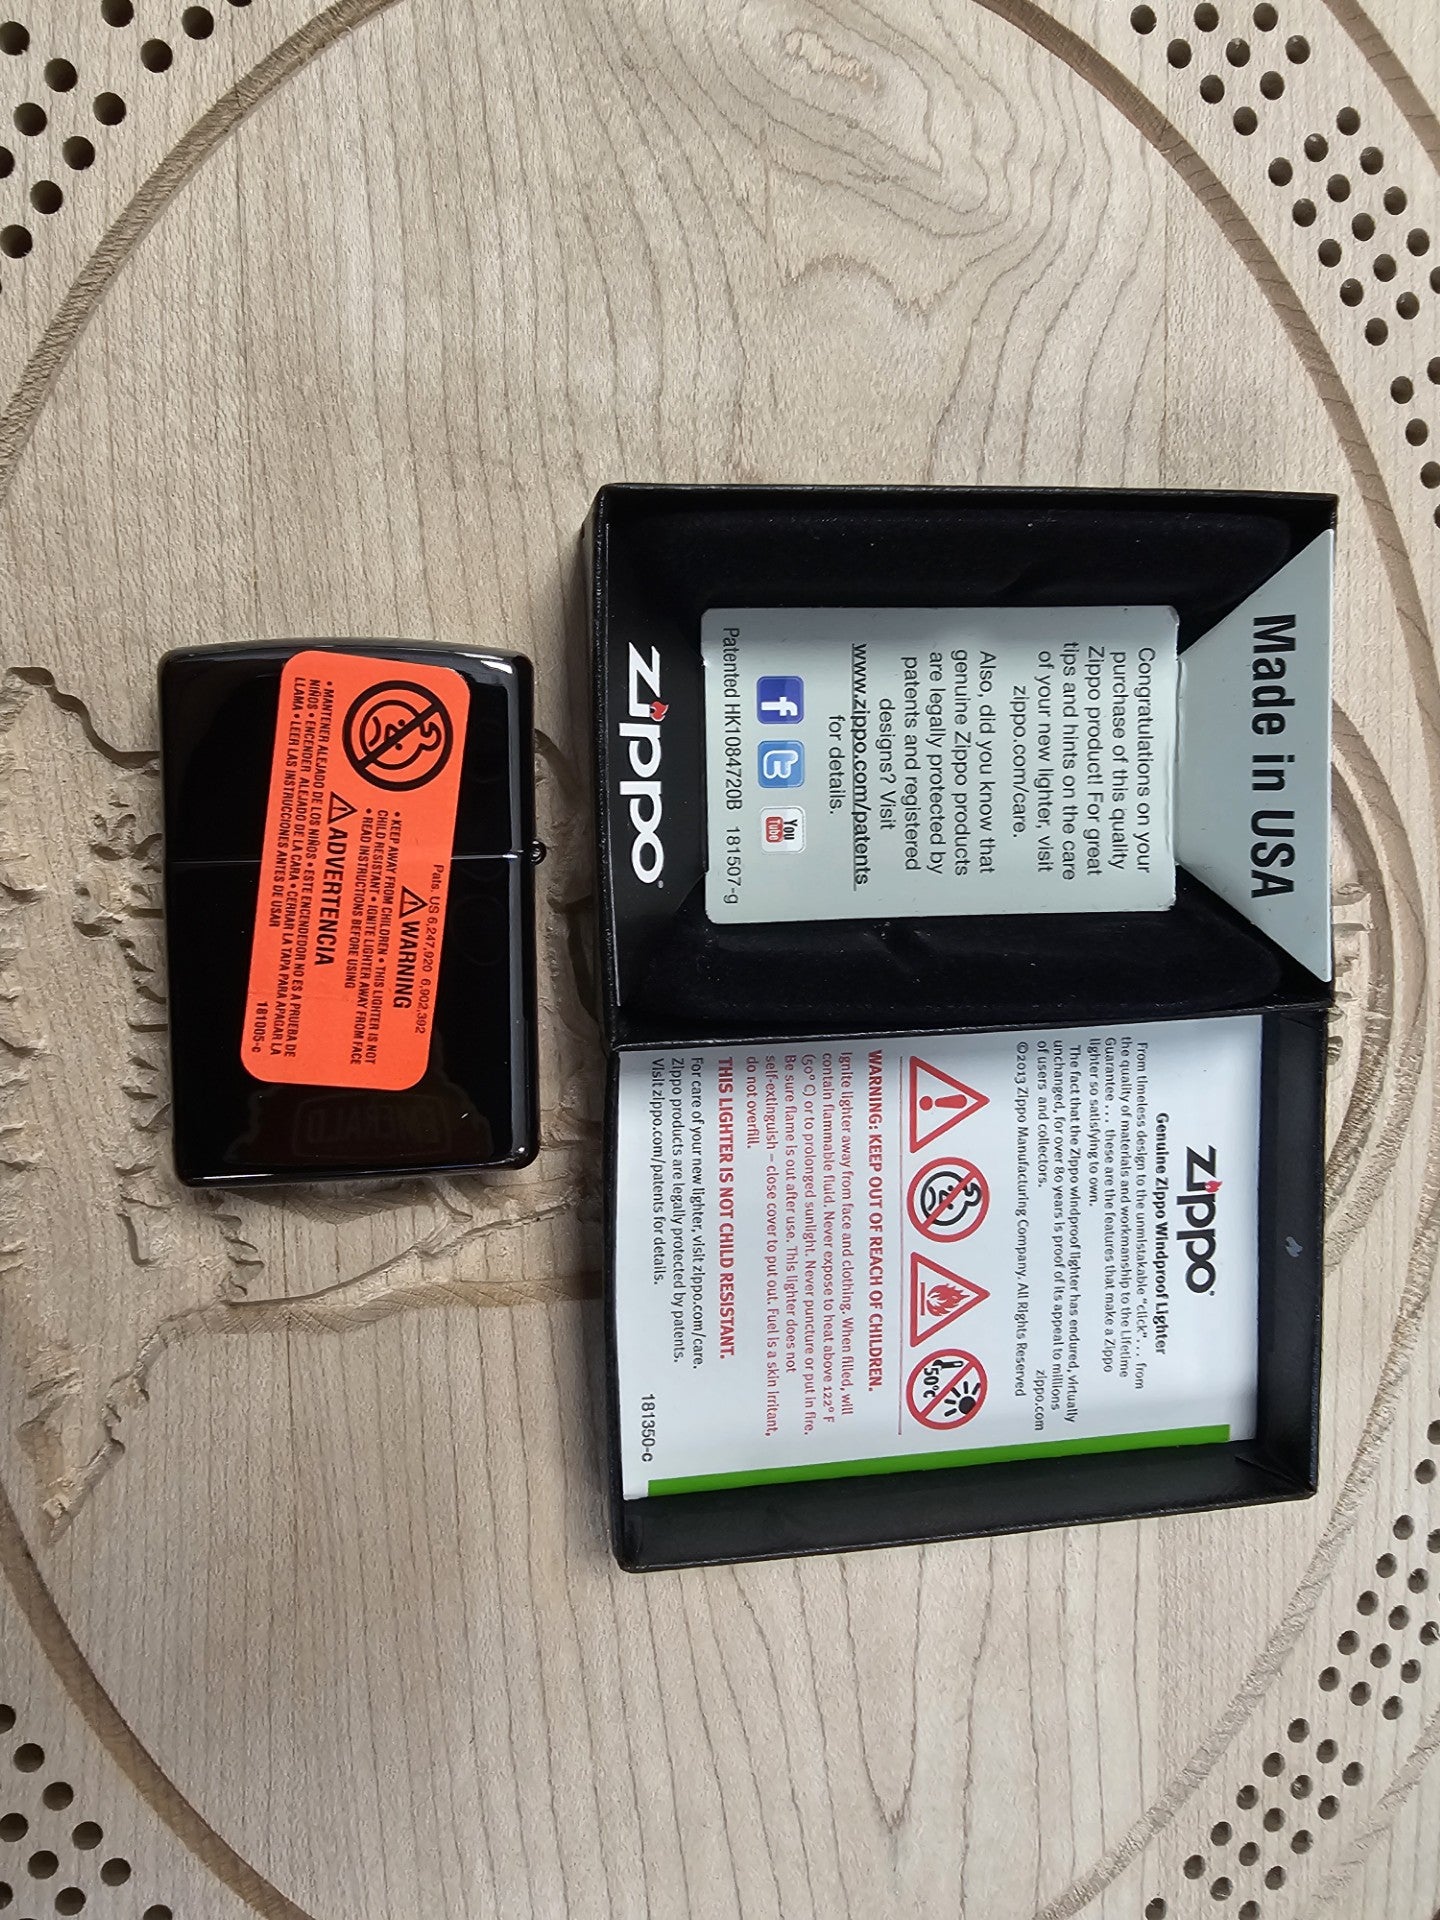 Made in USA
Congratulations on your
purchase of this quality
Zippo product! For great
tips and hints on the care
of your new lighter, visit
zippo.com/care.
Also, did you know that
genuine Zippo products
are legally protected by
patents and registered
designs? Visit
www.zippo.com/patents
for details.
f
t
You
Tube
Patented HK1084720B 181507-g
zippo®
zippo®
Genuine Zippo Windproof Lighter
From timeless design to the unmistakable "click" . . . from
the quality of materials and workmanship to the Lifetime
Guarantee . . . these are the features that make a Zippo
lighter so satisfying to own.
The fact that the Zippo windproof lighter has endured, virtually
unchanged, for over 80 years is proof of its appeal to millions
of users and collectors.
zippo.com
©2013 Zippo Manufacturing Company. All Rights Reserved
50°C
WARNING: KEEP OUT OF REACH OF CHILDREN.
Ignite lighter away from face and clothing. When filled, will
contain flammable fluid. Never expose to heat above 122° F
(50° C) or to prolonged sunlight. Never puncture or put in fire.
Be sure flame is out after use. This lighter does not
self-extinguish – close cover to put out. Fuel is a skin irritant,
do not overfill.
THIS LIGHTER IS NOT CHILD RESISTANT.
For care of your new lighter, visit zippo.com/care.
Zippo products are legally protected by patents.
Visit zippo.com/patents for details.
181350-c
Pats. US 6,247,920 6,902,392
WARNING
• KEEP AWAY FROM CHILDREN • THIS LIGHTER IS NOT
CHILD RESISTANT • IGNITE LIGHTER AWAY FROM FACE
• READ INSTRUCTIONS BEFORE USING
ADVERTENCIA
• MANTENER ALEJADO DE LOS NIÑOS • ESTE ENCENDEDOR NO ES A PRUEBA DE
NIÑOS • ENCENDER ALEJADO DE LA CARA • CERRAR LA TAPA PARA APAGAR LA
LLAMA • LEER LAS INSTRUCCIONES ANTES DE USAR
181005-c